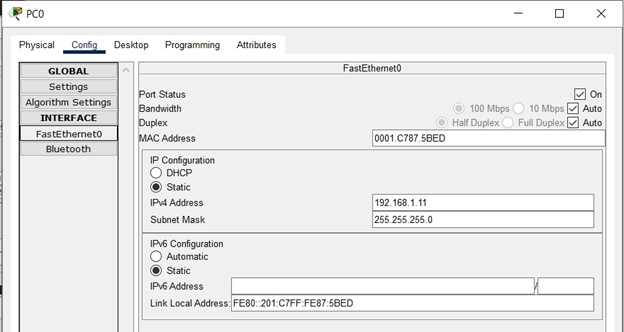 PC0
Physical Config Desktop Programming Attributes
GLOBAL
Settings
Algorithm Settings
INTERFACE
FastEthernet0
Bluetooth
FastEthernet0
Port Status On
Bandwidth 100 Mbps 10 Mbps Auto
Duplex Half Duplex Full Duplex Auto
MAC Address 0001.C787.5BED
IP Configuration
DHCP
Static
IPv4 Address 192.168.1.11
Subnet Mask 255.255.255.0
IPv6 Configuration
Automatic
Static
IPv6 Address /
Link Local Address: FE80::201:C7FF:FE87:5BED